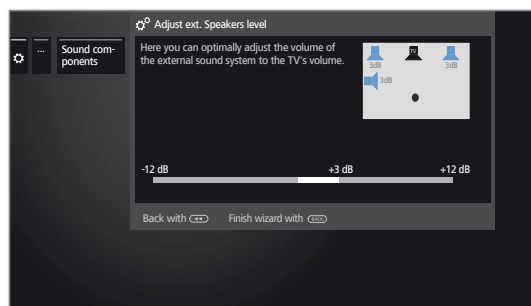 Adjust ext. Speakers level
...
Sound com-
ponents
Here you can optimally adjust the volume of
the external sound system to the TV's volume.
TV
3dB
3dB
3dB
-12 dB
+3 dB
+12 dB
Back with
Finish wizard with BACK